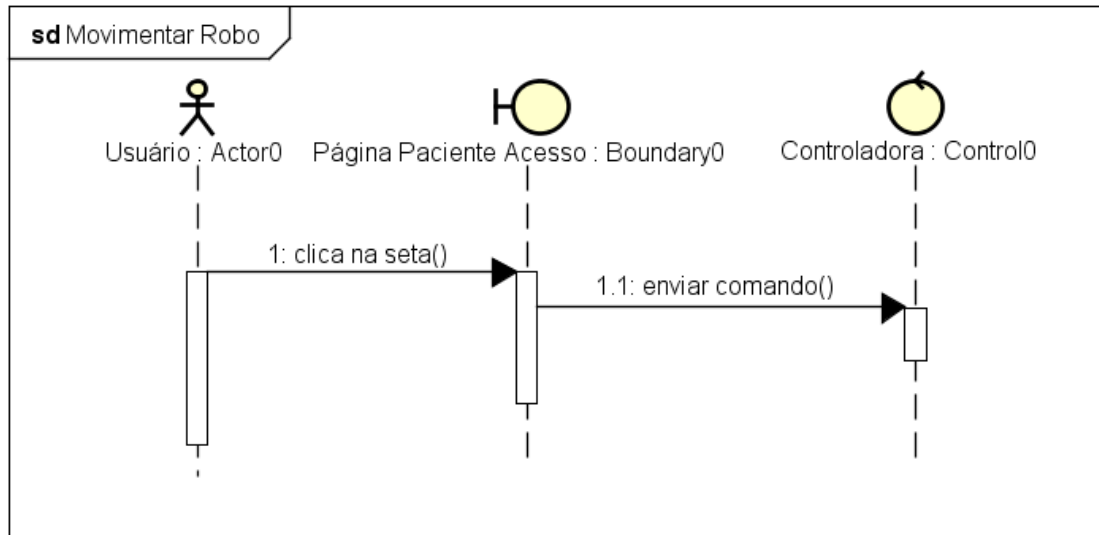 sd Movimentar Robo
Usuário : Actor0
Página Paciente Acesso : Boundary0
Controladora : Control0
1: clica na seta()
1.1: enviar comando()